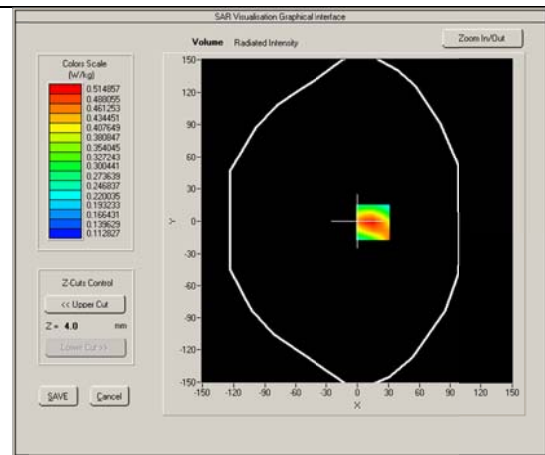 SAR Visualisation Graphical Interface
Volume Radiated Intensity
Zoom In/Out
Colors Scale
(W/kg)
0.514857
0.488055
0.461253
0.434451
0.407649
0.380847
0.354045
0.327243
0.300441
0.273639
0.246837
0.220035
0.193233
0.166431
0.139629
0.112827
Z-Cuts Control
<< Upper Cut
Z = 4.0 mm
Lower Cut >>
SAVE
Cancel
150
120
90
60
30
0
-30
-60
-90
-120
-150
Y
-150 -120 -90 -60 -30 0 30 60 90 120 150
X